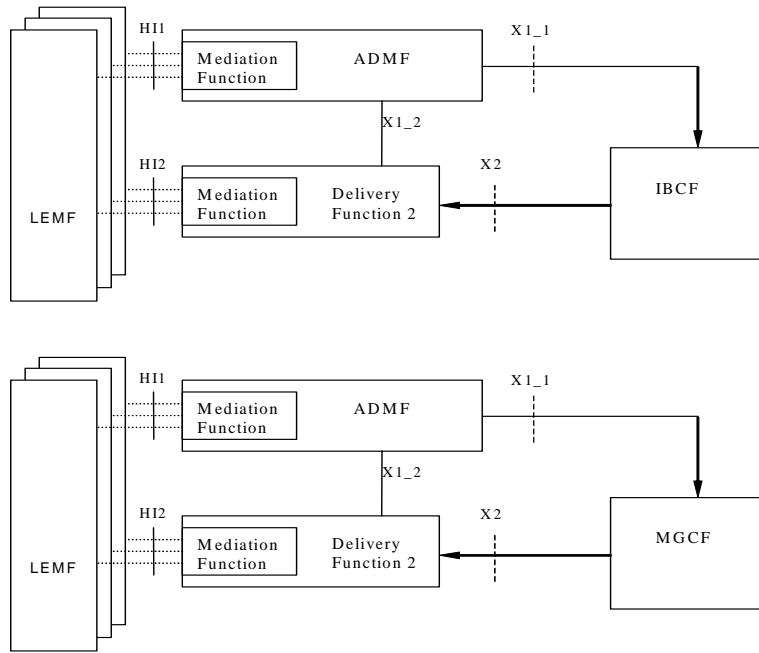 HI1
X1_1
Mediation
Function
ADMF
X1_2
HI2
X2
LEMF
Mediation
Function
Delivery
Function 2
IBCF
HI1
X1_1
Mediation
Function
ADMF
X1_2
HI2
X2
LEMF
Mediation
Function
Delivery
Function 2
MGCF